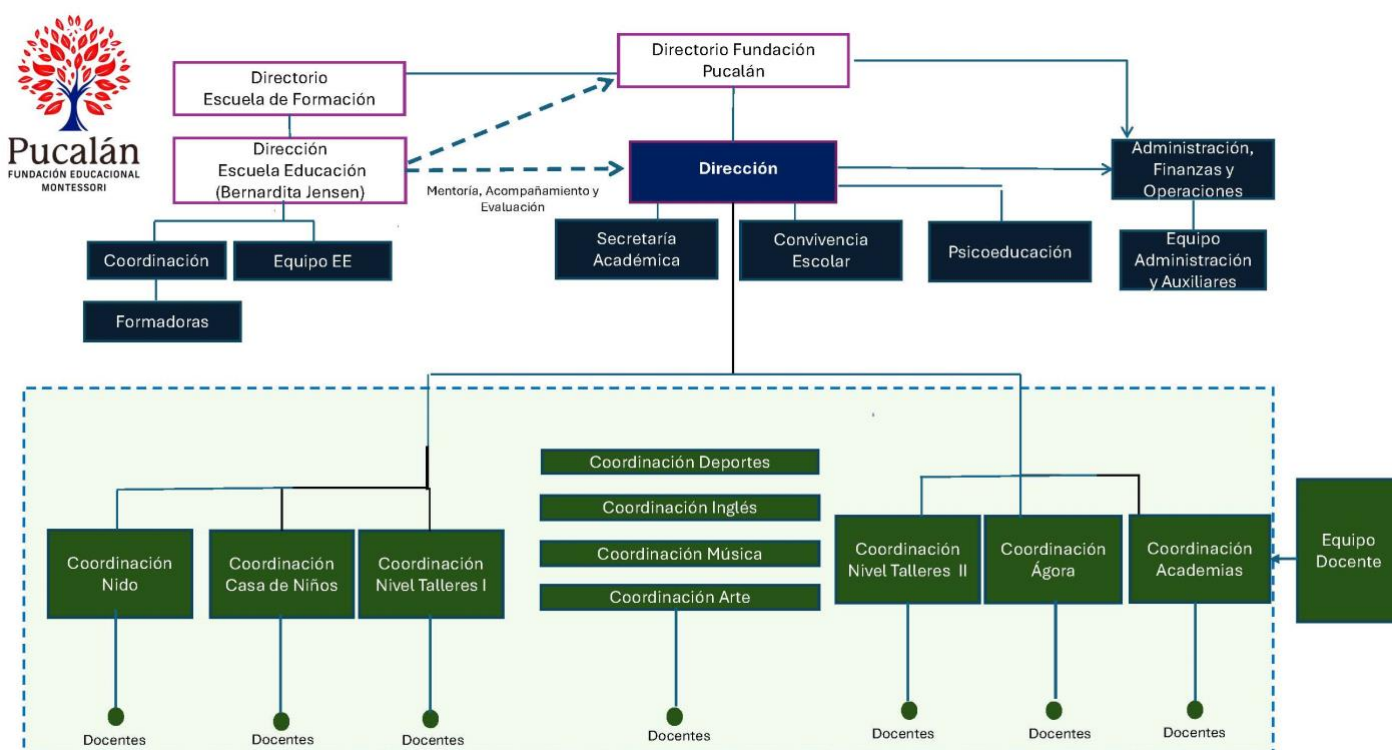 Pucalán
FUNDACIÓN EDUCACIONAL
MONTESSORI
Directorio
Escuela de Formación
Directorio Fundación
Pucalán
Dirección
Escuela Educación
(Bernardita Jensen)
Mentoría, Acompañamiento y
Evaluación
Dirección
Administración,
Finanzas y
Operaciones
Coordinación
Equipo EE
Formadoras
Secretaría
Académica
Convivencia
Escolar
Psicoeducación
Equipo
Administración
y Auxiliares
Coordinación Deportes
Coordinación Inglés
Coordinación Música
Coordinación Arte
Coordinación
Nido
Coordinación
Casa de Niños
Coordinación
Nivel Talleres I
Coordinación
Nivel Talleres II
Coordinación
Ágora
Coordinación
Academias
Equipo
Docente
Docentes
Docentes
Docentes
Docentes
Docentes
Docentes
Docentes